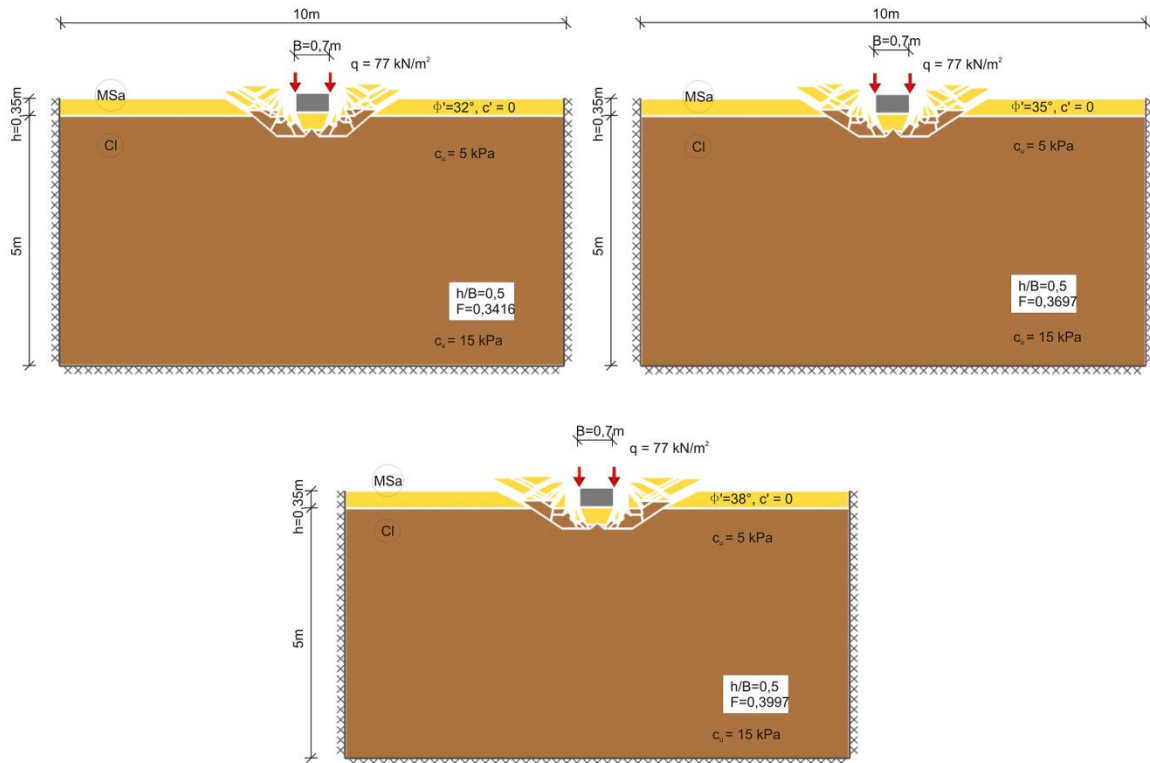 10m
B=0,7m
q = 77 kN/m²
MSa
h=0,35m
ϕ'=32°, c' = 0
Cl
cᵤ = 5 kPa
5m
h/B=0,5
F=0,3416
cᵤ = 15 kPa
10m
B=0,7m
q = 77 kN/m²
MSa
h=0,35m
ϕ'=35°, c' = 0
Cl
cᵤ = 5 kPa
5m
h/B=0,5
F=0,3697
cᵤ = 15 kPa
B=0,7m
q = 77 kN/m²
MSa
h=0,35m
ϕ'=38°, c' = 0
Cl
cᵤ = 5 kPa
5m
h/B=0,5
F=0,3997
cᵤ = 15 kPa